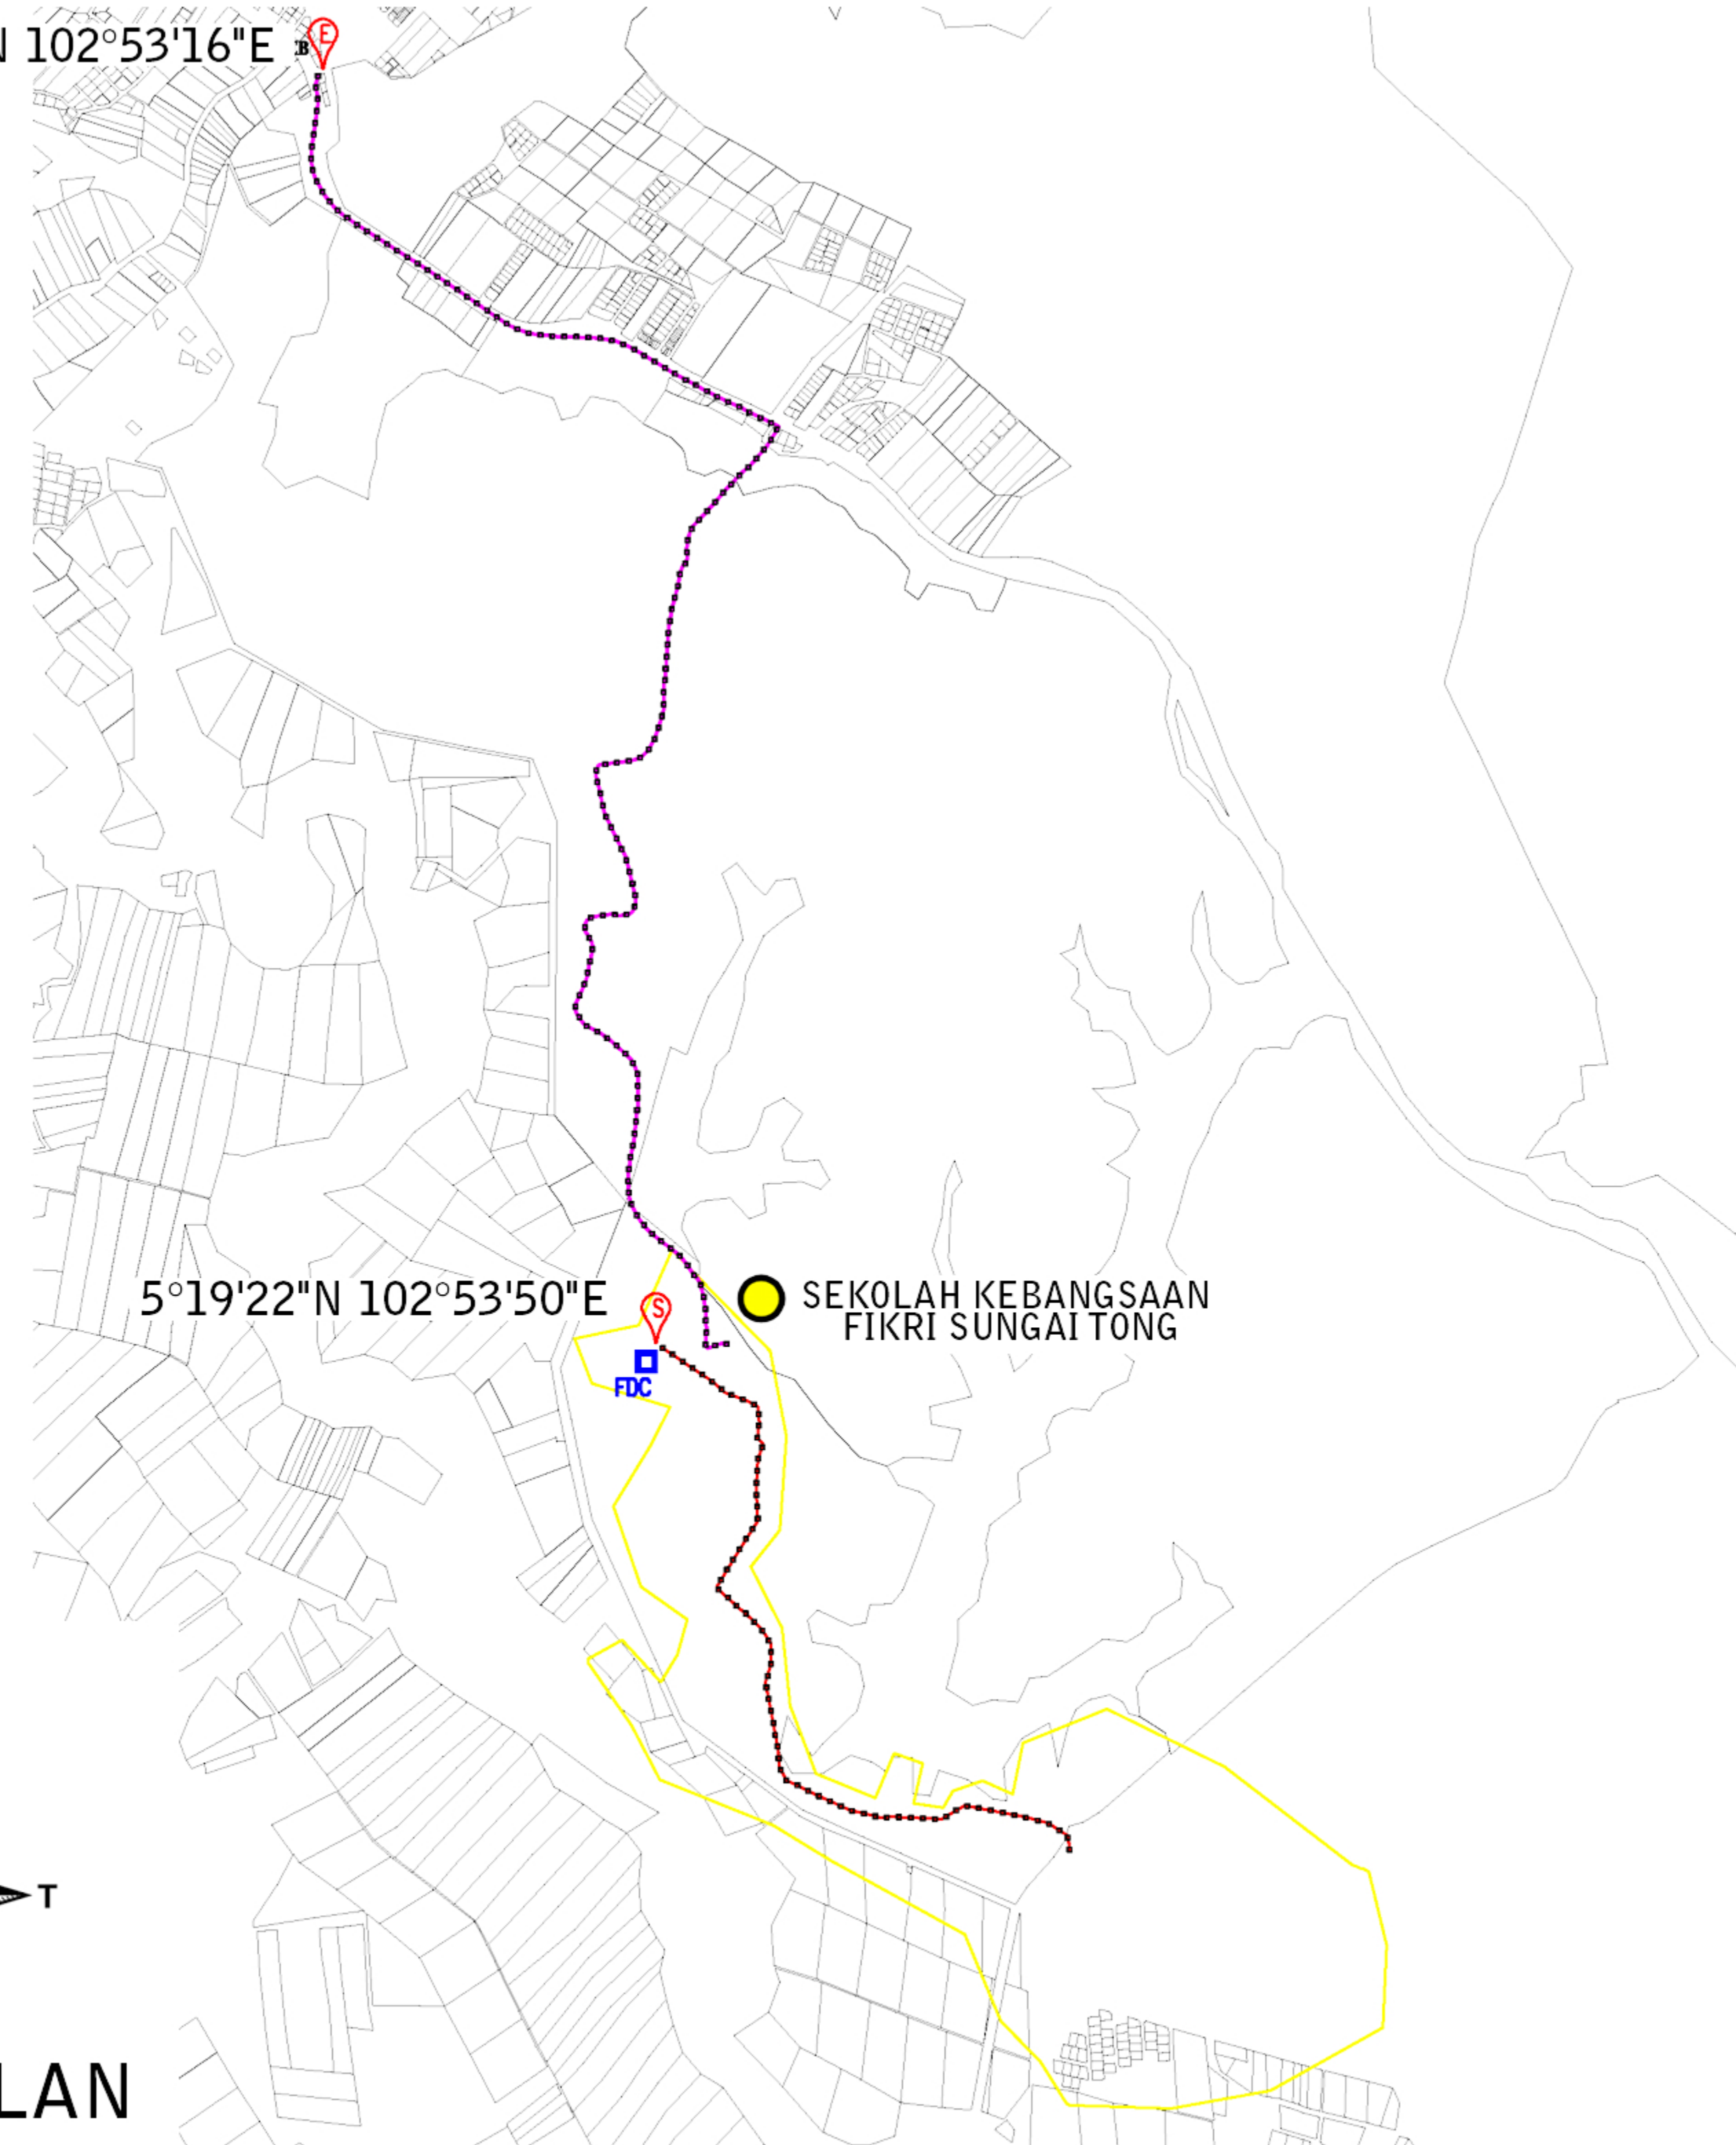 N 102°53'16"E
E
5°19'22"N 102°53'50"E
S
SEKOLAH KEBANGSAAN
FIKRI SUNGAI TONG
FDC
T
LAN